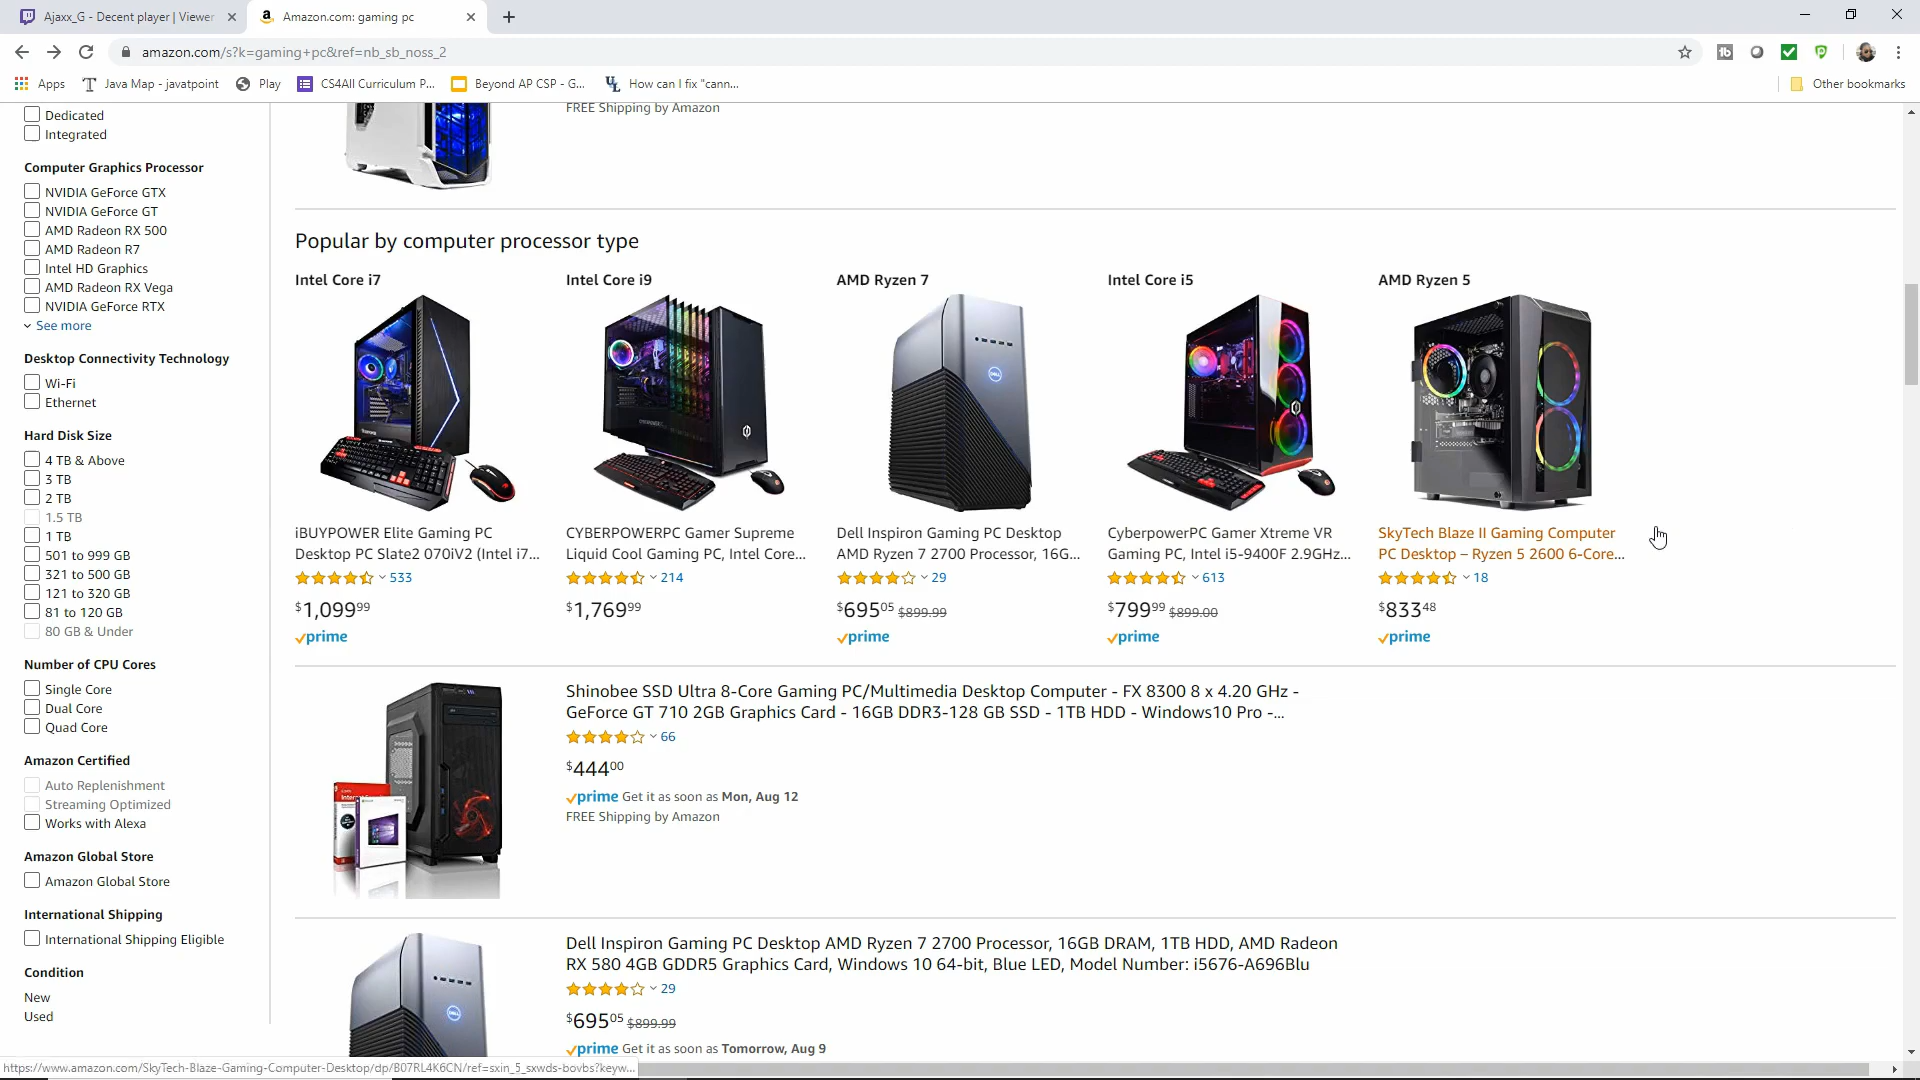 Ajaxx_G - Decent player | Viewer
Amazon.com: gaming pc
amazon.com/s?k=gaming+pc&ref=nb_sb_noss_2
Apps
Java Map - javatpoint
Play
CS4All Curriculum P...
Beyond AP CSP - G...
How can I fix "cann...
Other bookmarks
Dedicated
Integrated
Computer Graphics Processor
NVIDIA GeForce GTX
NVIDIA GeForce GT
AMD Radeon RX 500
AMD Radeon R7
Intel HD Graphics
AMD Radeon RX Vega
NVIDIA GeForce RTX
See more
Desktop Connectivity Technology
Wi-Fi
Ethernet
Hard Disk Size
4 TB & Above
3 TB
2 TB
1.5 TB
1 TB
501 to 999 GB
321 to 500 GB
121 to 320 GB
81 to 120 GB
80 GB & Under
Number of CPU Cores
Single Core
Dual Core
Quad Core
Amazon Certified
Auto Replenishment
Streaming Optimized
Works with Alexa
Amazon Global Store
Amazon Global Store
International Shipping
International Shipping Eligible
Condition
New
Used
FREE Shipping by Amazon
Popular by computer processor type
Intel Core i7
iBUYPOWER Elite Gaming PC
Desktop PC Slate2 070iV2 (Intel i7...
533
$1,09999
prime
Intel Core i9
CYBERPOWERPC Gamer Supreme
Liquid Cool Gaming PC, Intel Core...
214
$1,76999
AMD Ryzen 7
Dell Inspiron Gaming PC Desktop
AMD Ryzen 7 2700 Processor, 16G...
29
$69505 $899.99
prime
Intel Core i5
CyberpowerPC Gamer Xtreme VR
Gaming PC, Intel i5-9400F 2.9GHz...
613
$79999 $899.00
prime
AMD Ryzen 5
SkyTech Blaze II Gaming Computer
PC Desktop – Ryzen 5 2600 6-Core...
18
$83348
prime
Shinobee SSD Ultra 8-Core Gaming PC/Multimedia Desktop Computer - FX 8300 8 x 4.20 GHz -
GeForce GT 710 2GB Graphics Card - 16GB DDR3-128 GB SSD - 1TB HDD - Windows10 Pro -...
66
$44400
prime Get it as soon as Mon, Aug 12
FREE Shipping by Amazon
Dell Inspiron Gaming PC Desktop AMD Ryzen 7 2700 Processor, 16GB DRAM, 1TB HDD, AMD Radeon
RX 580 4GB GDDR5 Graphics Card, Windows 10 64-bit, Blue LED, Model Number: i5676-A696Blu
29
$69505 $899.99
prime Get it as soon as Tomorrow, Aug 9
https://www.amazon.com/SkyTech-Blaze-Gaming-Computer-Desktop/dp/B07RL4K6CN/ref=sxin_5_sxwds-bovbs?keyw...